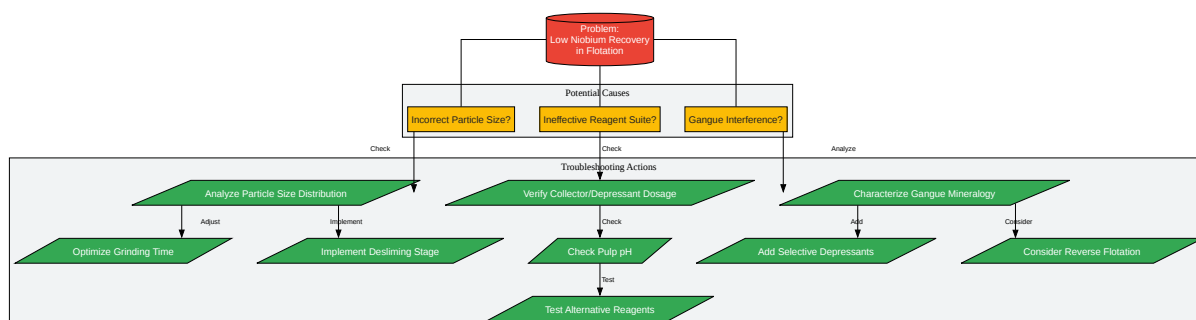 Problem:
Low Niobium Recovery
in Flotation
Potential Causes
Incorrect Particle Size?
Ineffective Reagent Suite?
Gangue Interference?
Check
Check
Analyze
Troubleshooting Actions
Analyze Particle Size Distribution
Verify Collector/Depressant Dosage
Characterize Gangue Mineralogy
Adjust
Implement
Check
Add
Consider
Optimize Grinding Time
Implement Desliming Stage
Check Pulp pH
Add Selective Depressants
Consider Reverse Flotation
Test
Test Alternative Reagents